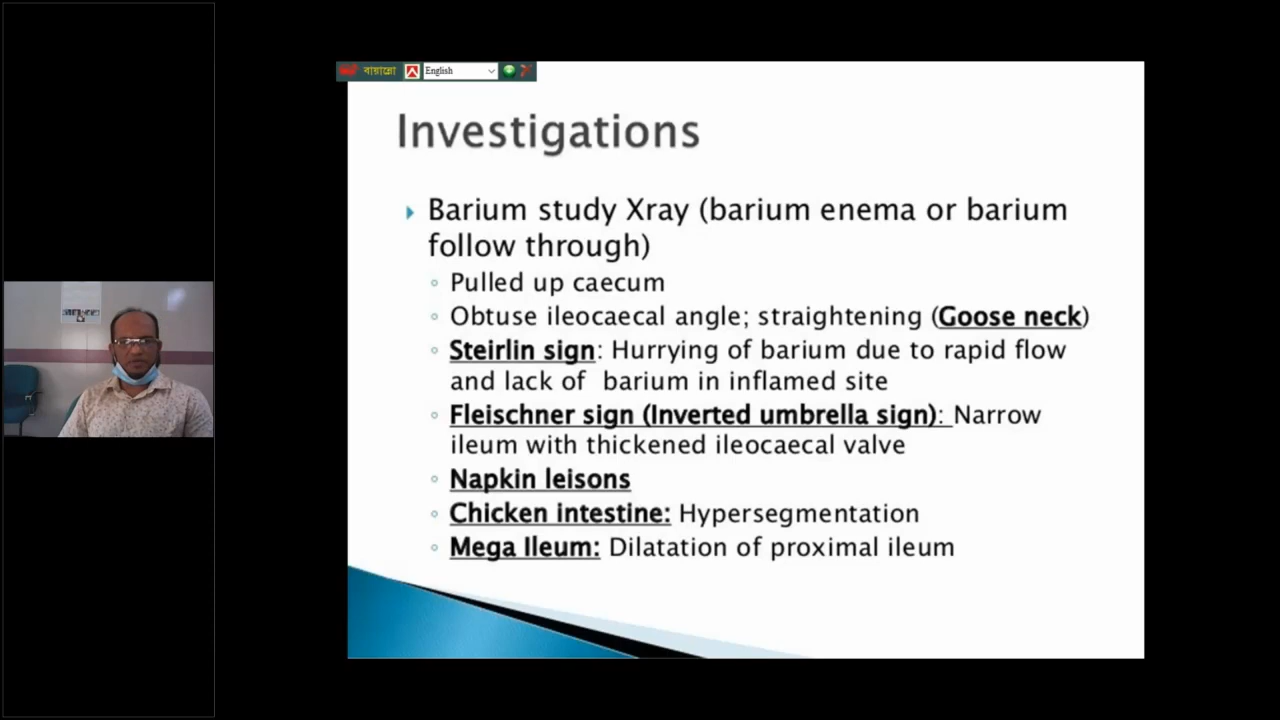 বায়ান্নো
English
Investigations
Barium study Xray (barium enema or barium
follow through)
Pulled up caecum
Obtuse ileocaecal angle; straightening (Goose neck)
Steirlin sign: Hurrying of barium due to rapid flow
and lack of barium in inflamed site
Fleischner sign (Inverted umbrella sign): Narrow
ileum with thickened ileocaecal valve
Napkin leisons
Chicken intestine: Hypersegmentation
Mega Ileum: Dilatation of proximal ileum